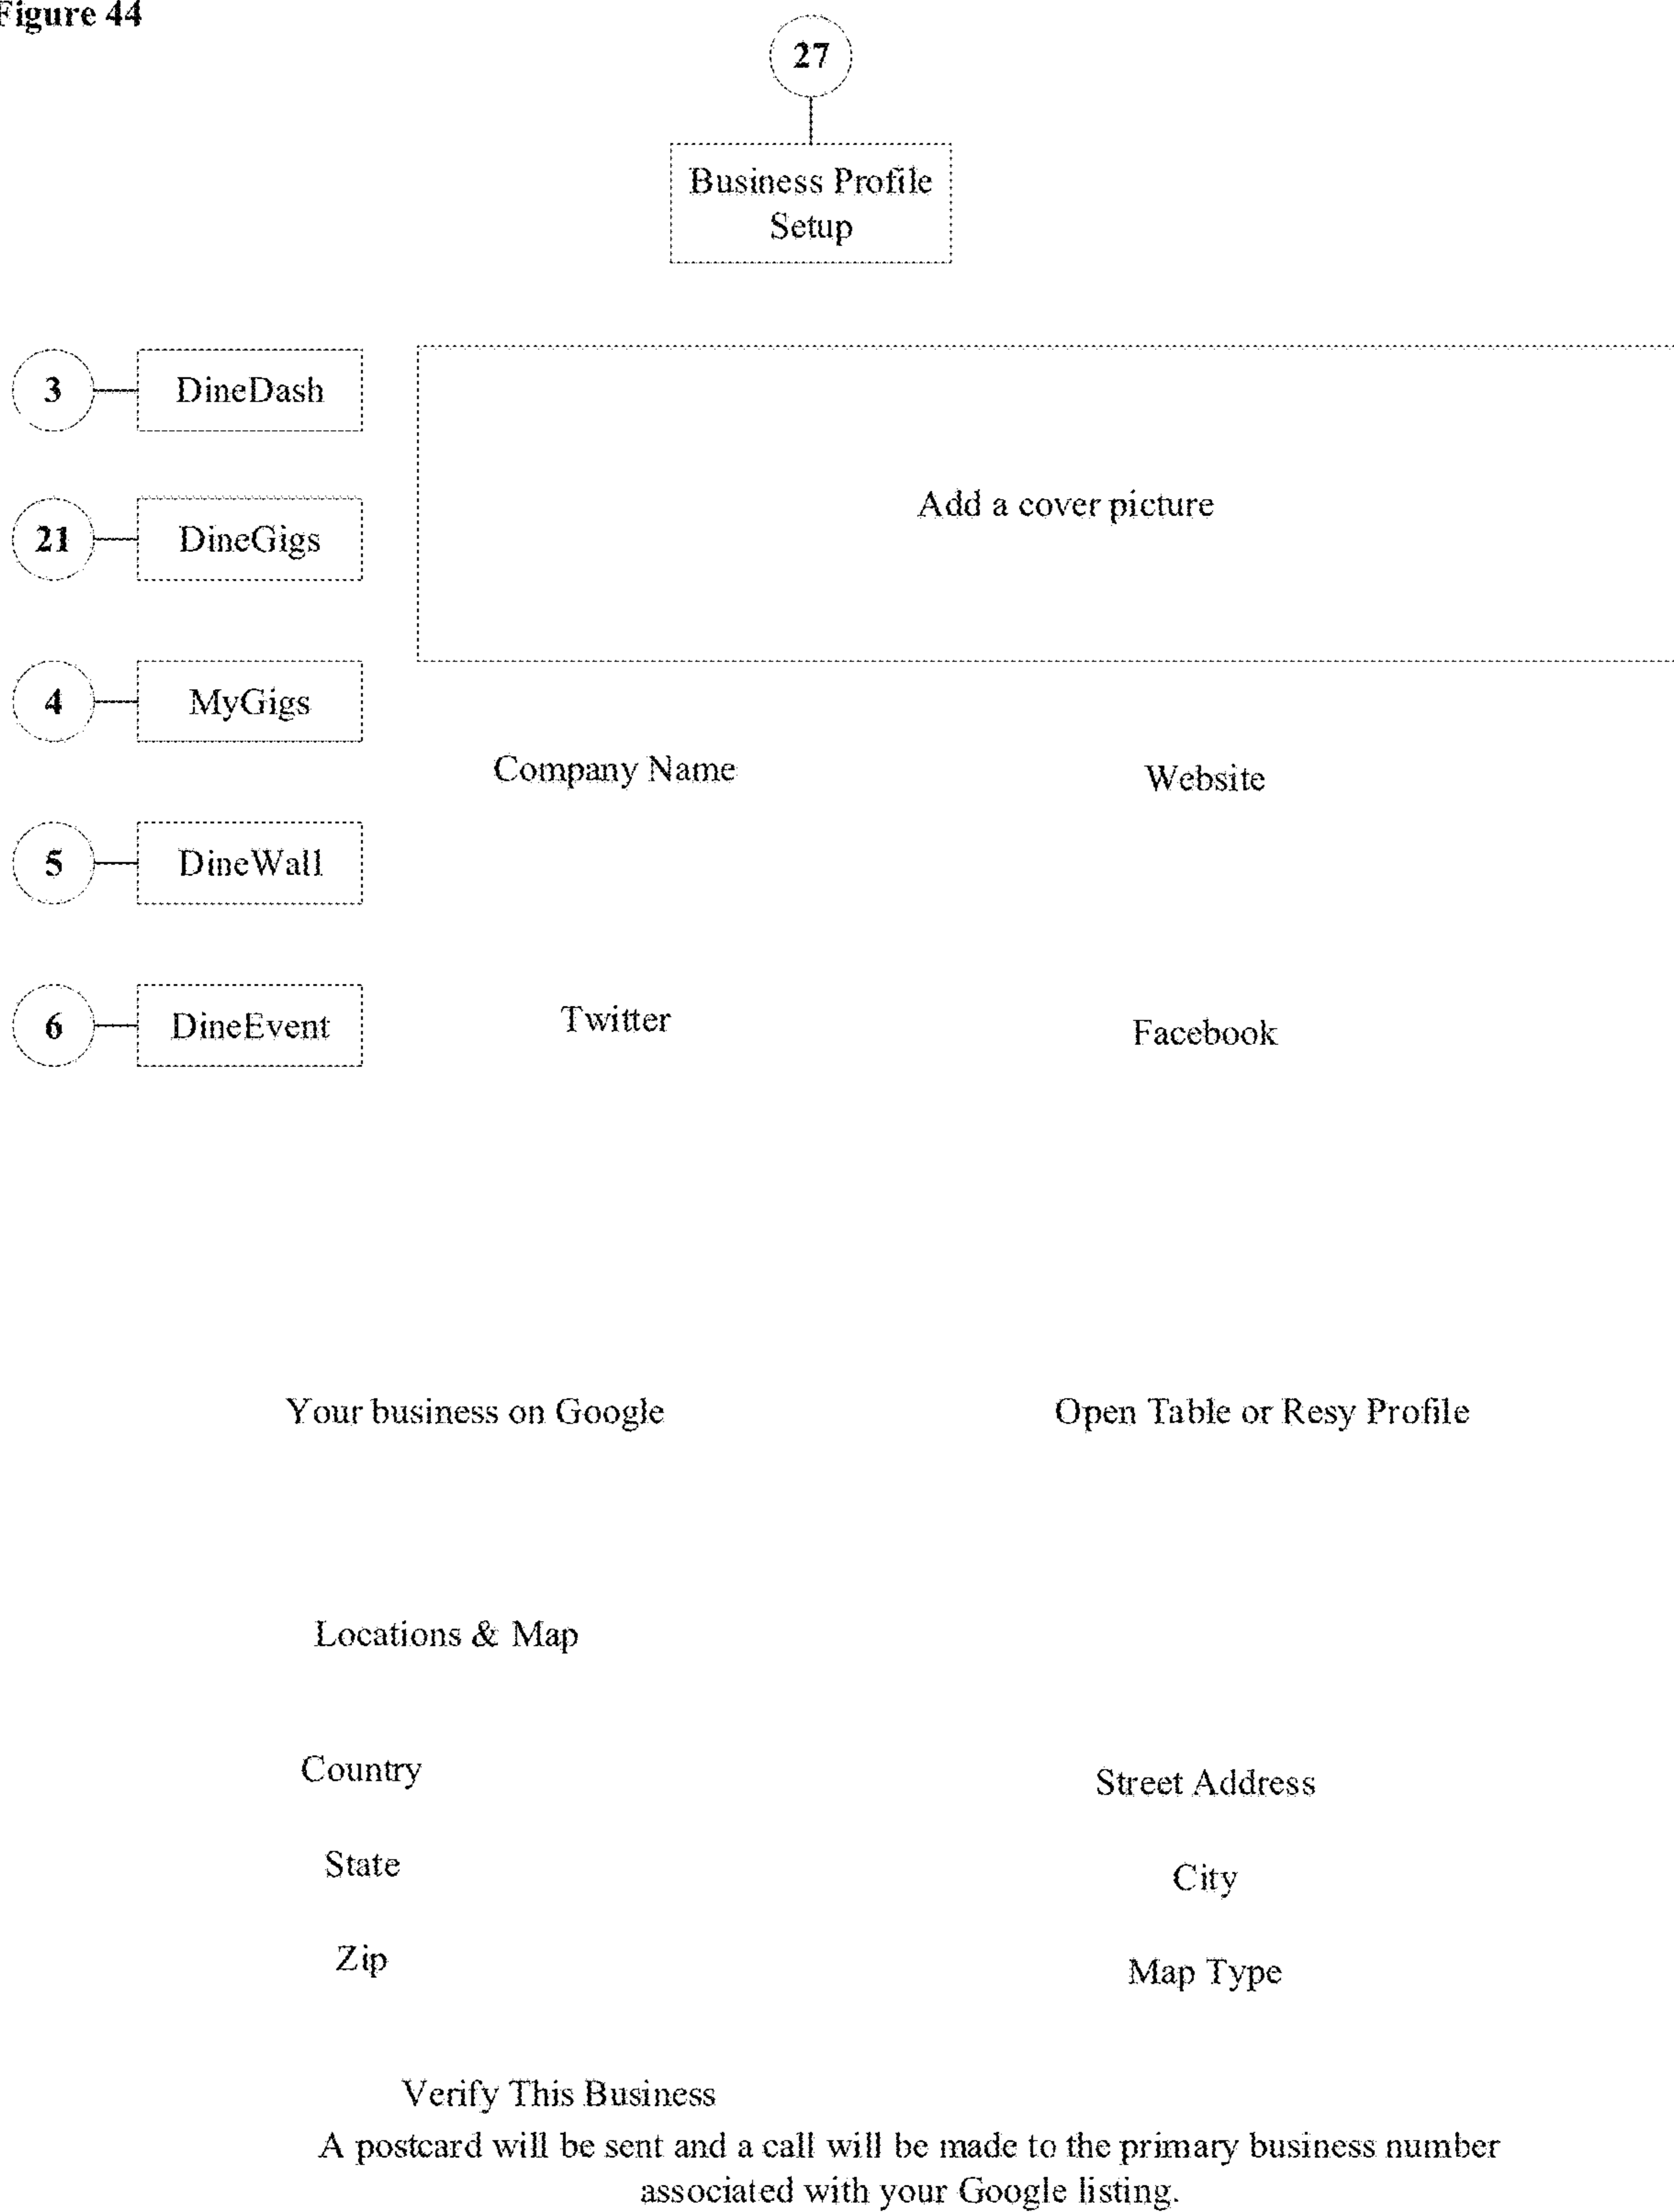 Figure 44
27
Business Profile
Setup
3
DineDash
Add a cover picture
21
DineGigs
4
MyGigs
Company Name
Website
5
DineWall
6
DineEvent
Twitter
Facebook
Your business on Google
Open Table or Resy Profile
Locations & Map
Country
Street Address
State
City
Zip
Map Type
Verify This Business
A postcard will be sent and a call will be made to the primary business number
associated with your Google listing.